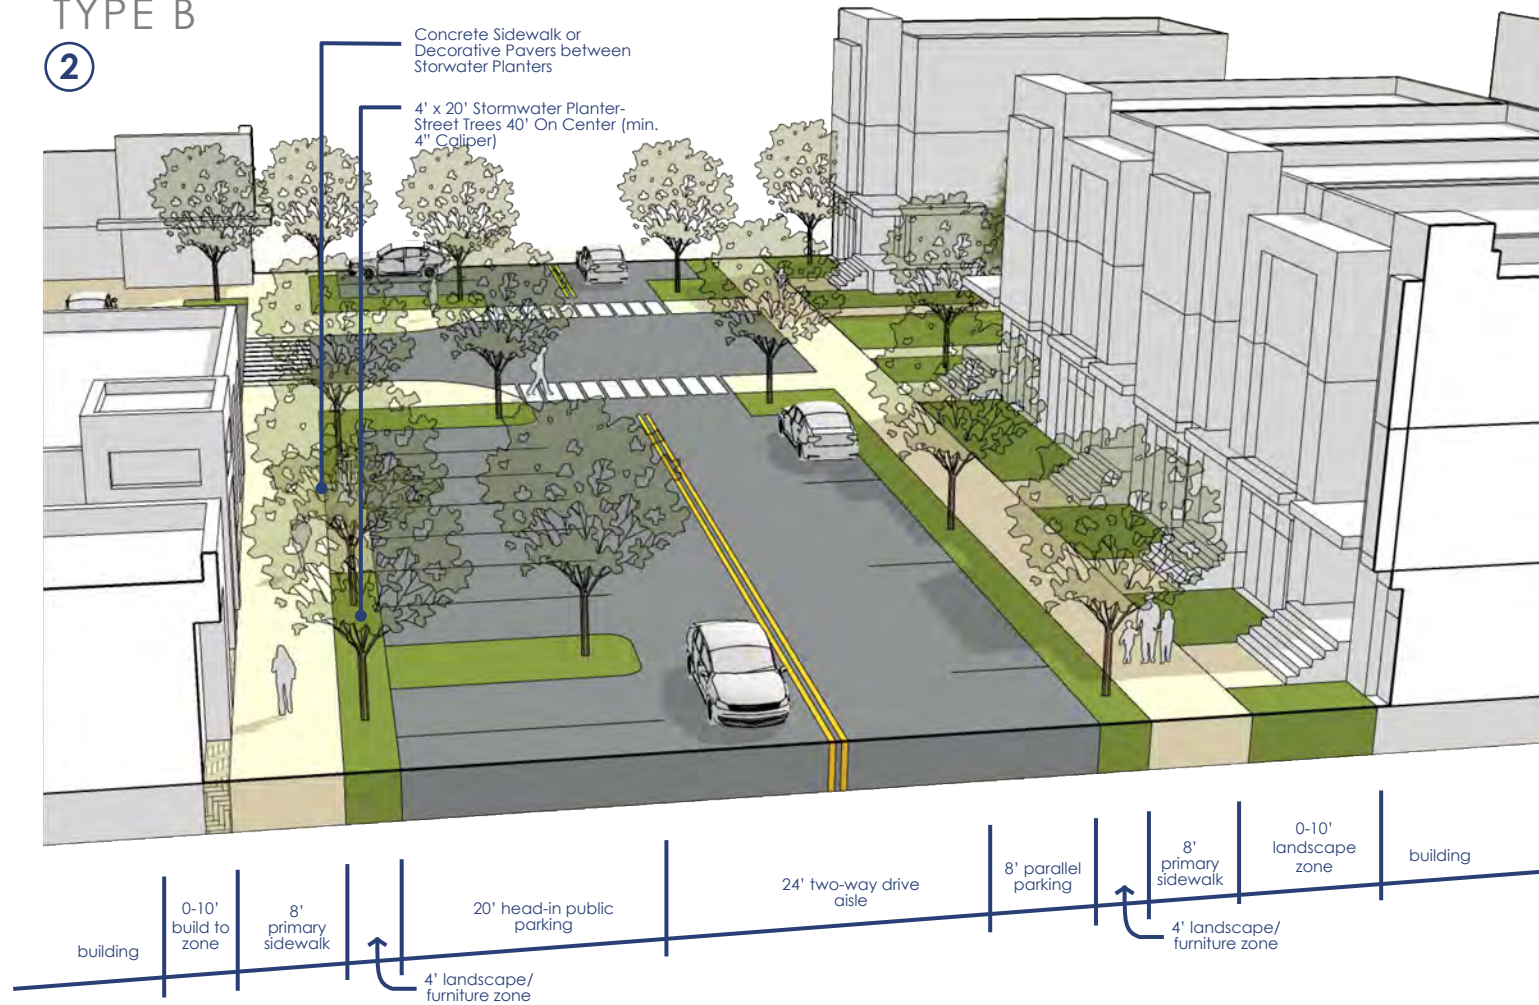 TYPE B
2
Concrete Sidewalk or
Decorative Pavers between
Storwater Planters
4' x 20' Stormwater Planter-
Street Trees 40' On Center (min.
4" Caliper)
building
0-10'
build to
zone
8'
primary
sidewalk
4' landscape/
furniture zone
20' head-in public
parking
24' two-way drive
aisle
8' parallel
parking
4' landscape/
furniture zone
8'
primary
sidewalk
0-10'
landscape
zone
building